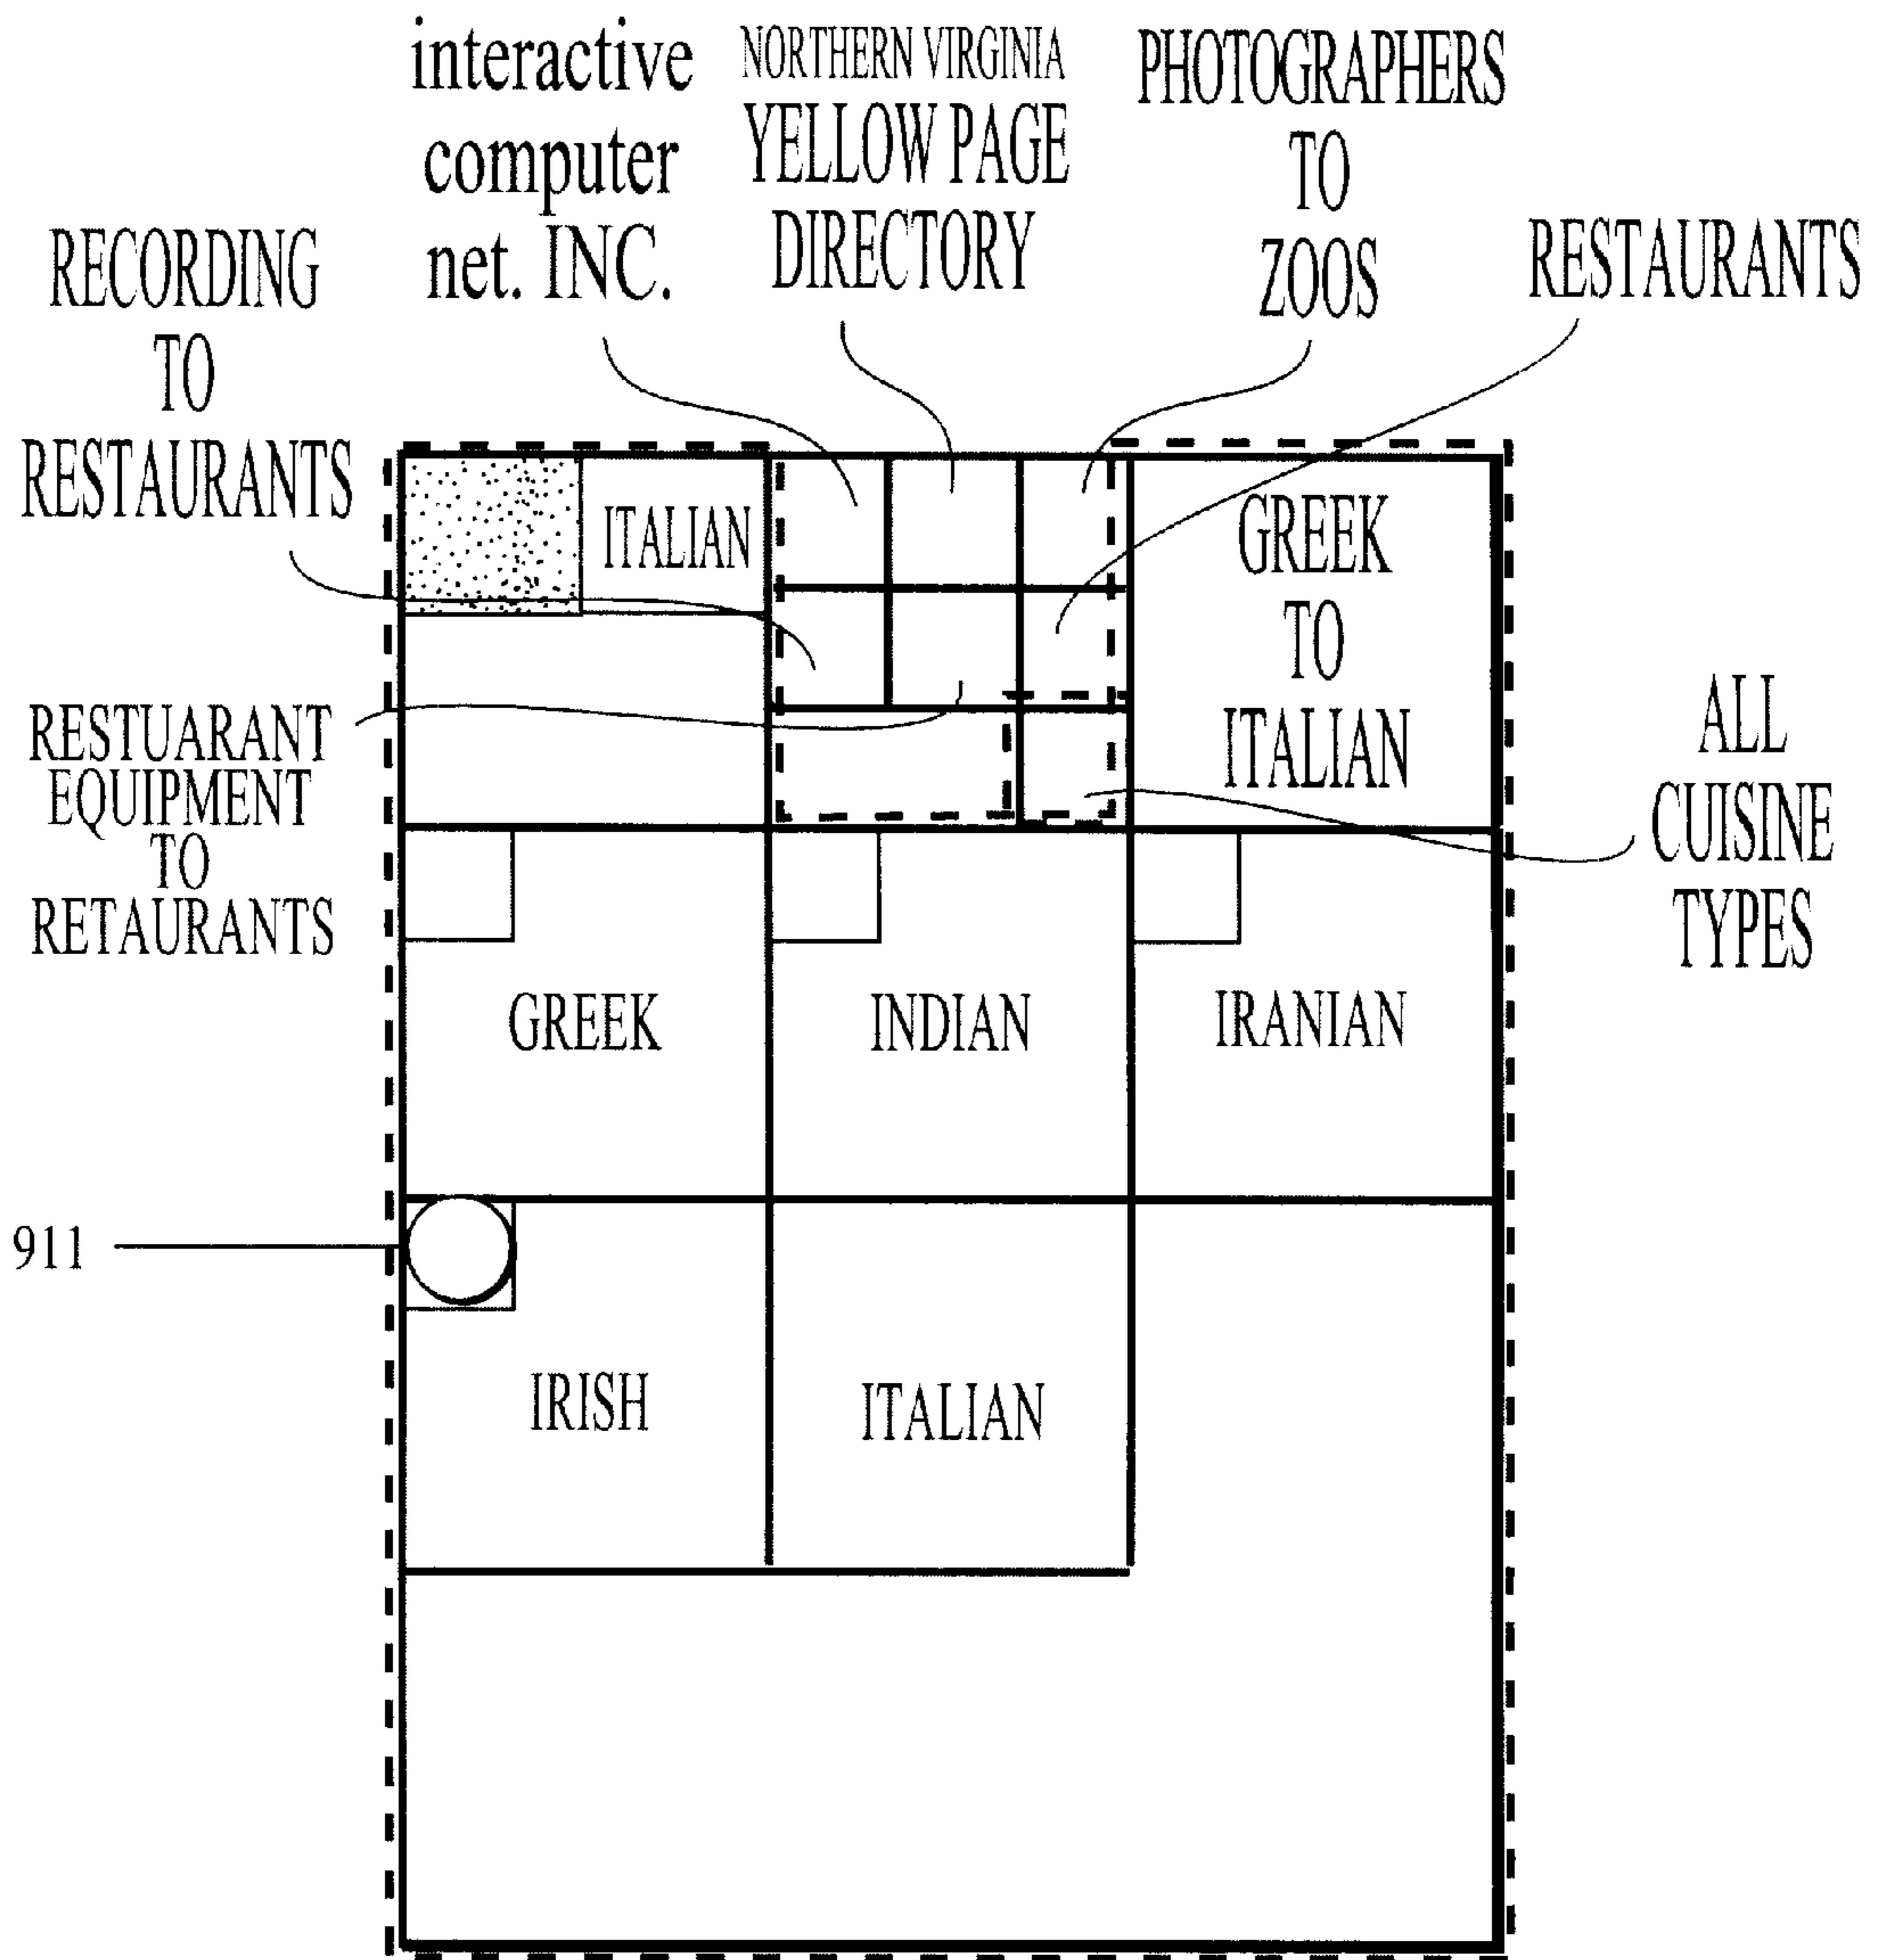 interactive
computer
net. INC.
NORTHERN VIRGINIA
YELLOW PAGE
DIRECTORY
PHOTOGRAPHERS
TO
ZOOS
RESTAURANTS
RECORDING
TO
RESTAURANTS
ITALIAN
GREEK
TO
ITALIAN
RESTUARANT
EQUIPMENT
TO
RETAURANTS
ALL
CUISINE
TYPES
GREEK
INDIAN
IRANIAN
911
IRISH
ITALIAN